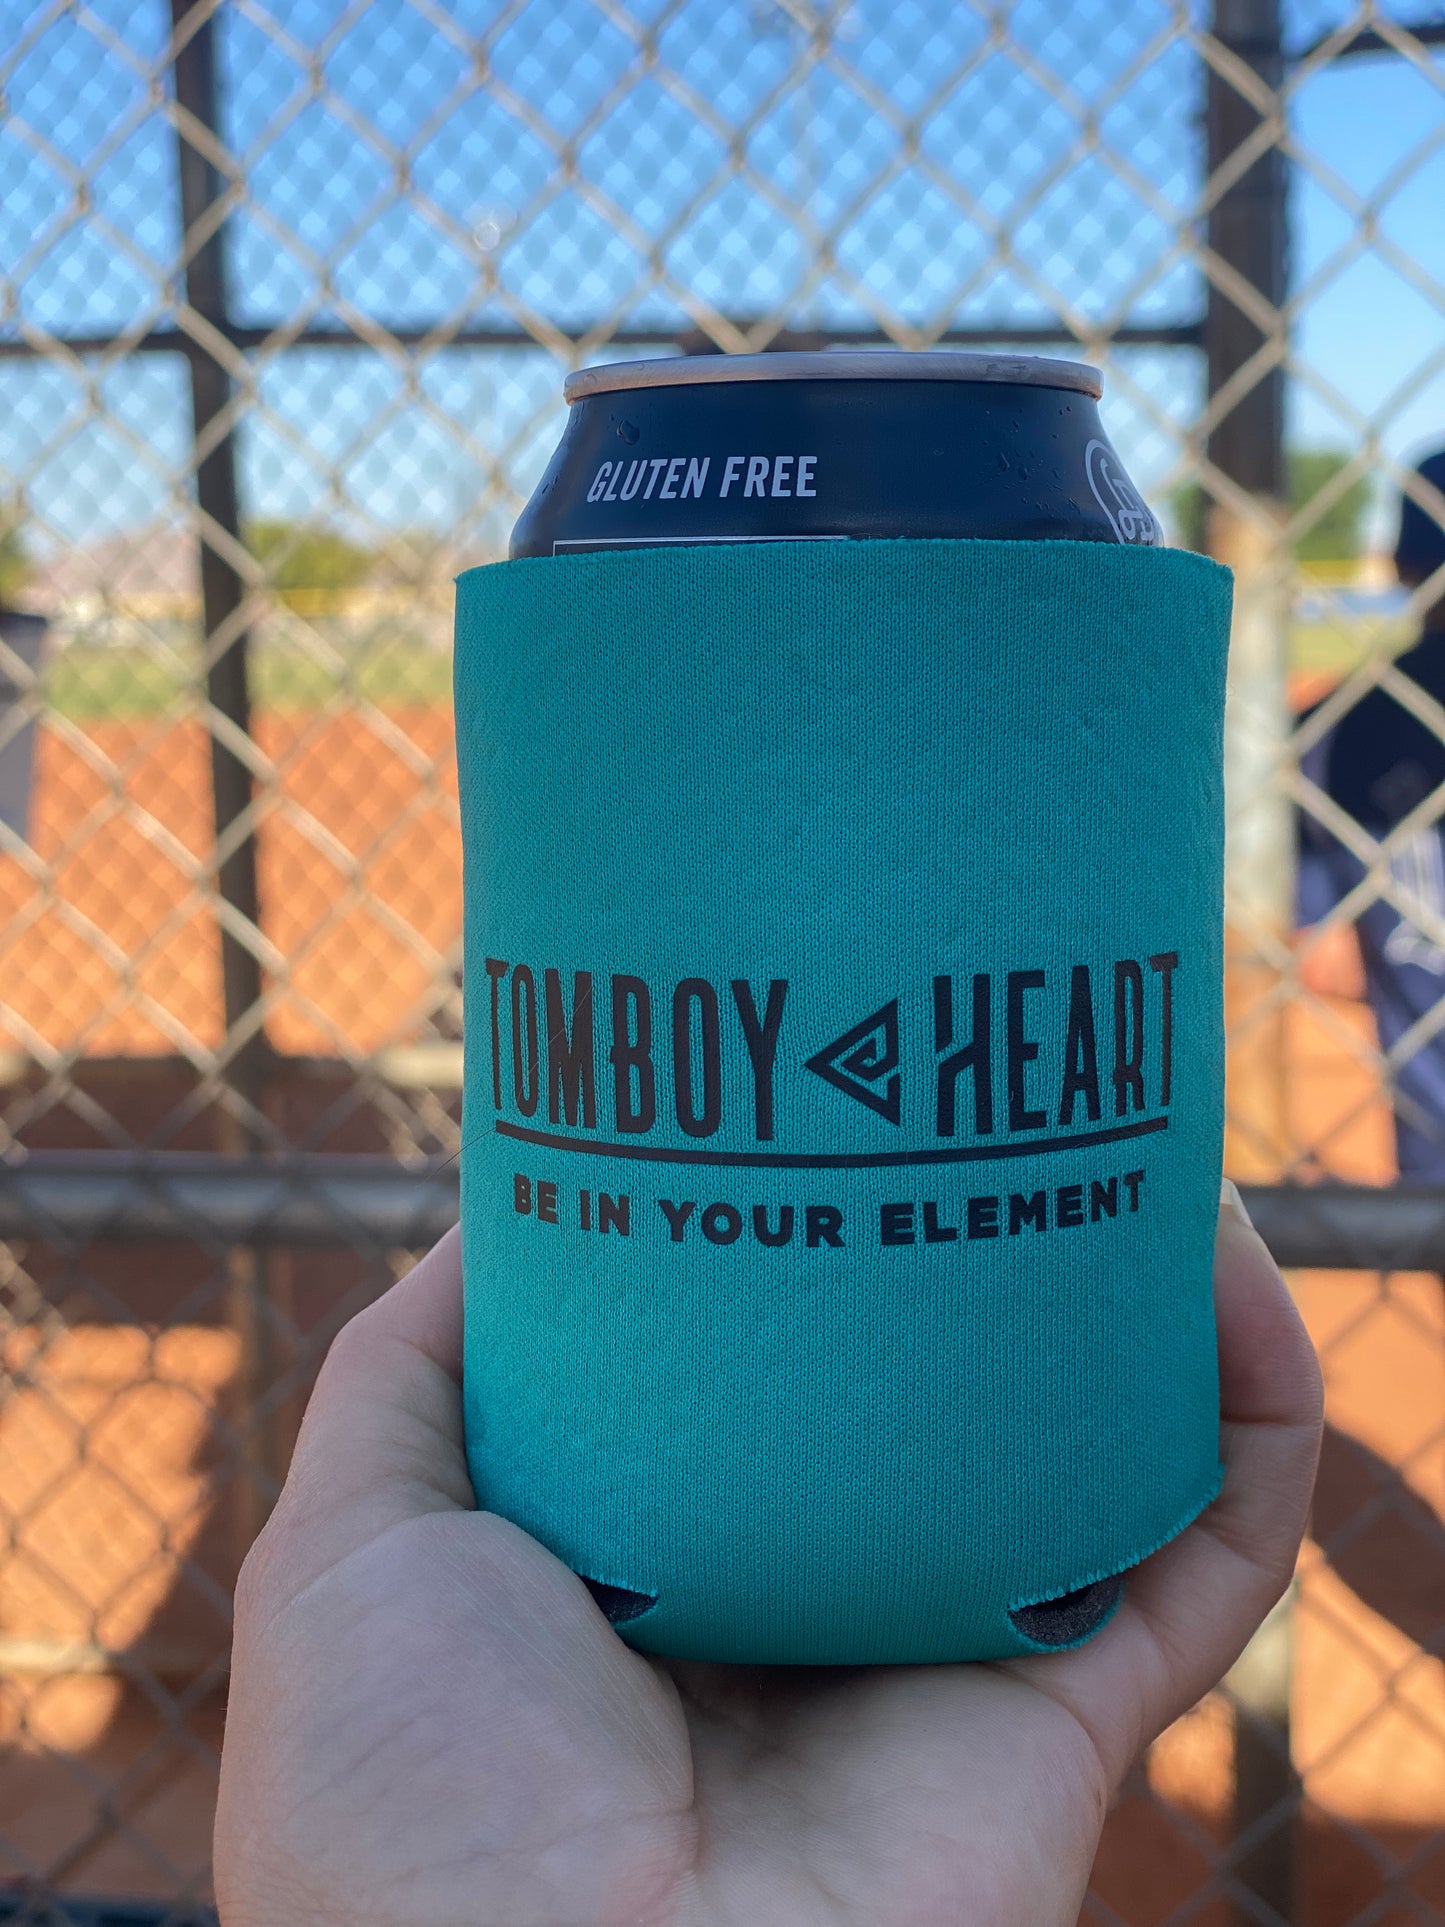 GLUTEN FREE
TOMBOY HEART
BE IN YOUR ELEMENT